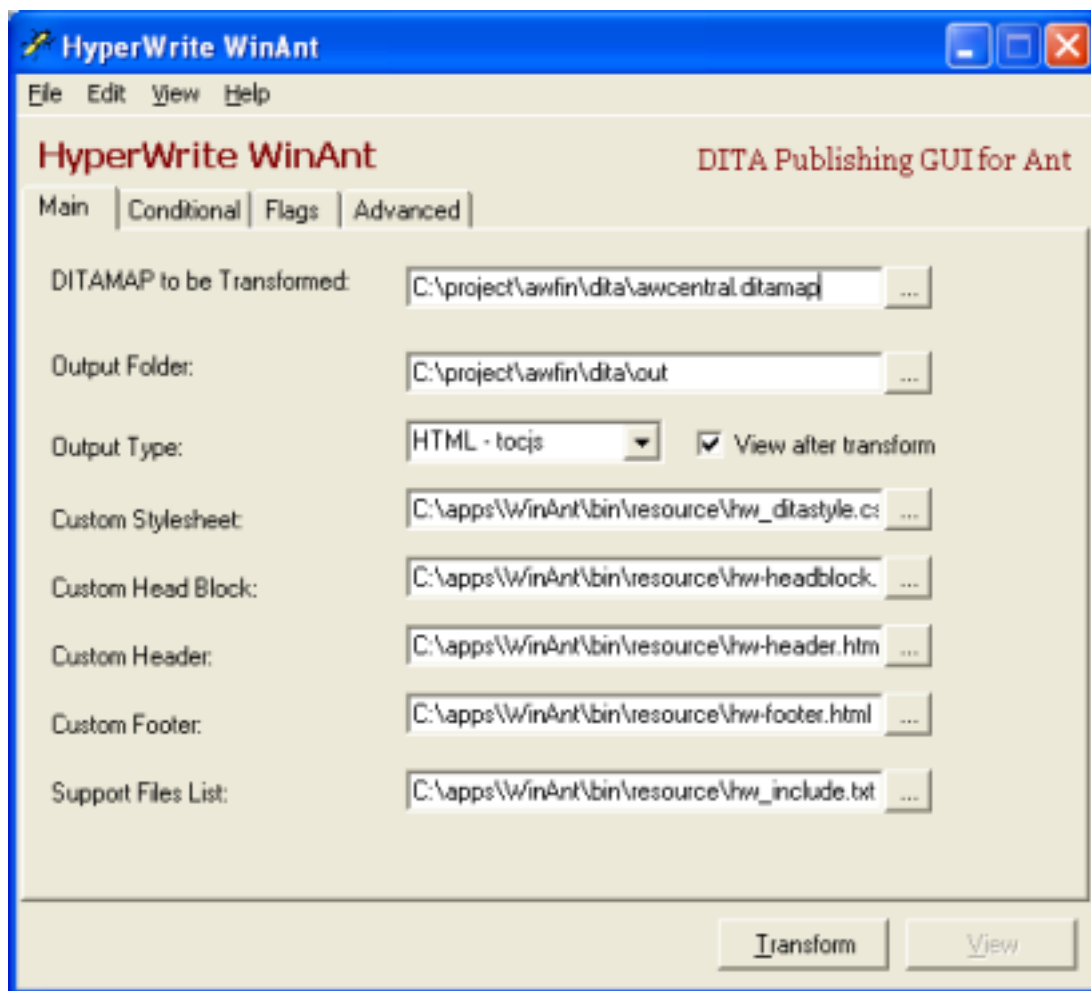 HyperWrite WinAnt
File Edit View Help
HyperWrite WinAnt DITA Publishing GUI for Ant
Main Conditional Flags Advanced
DITAMAP to be Transformed: C:\project\awfin\dita\awcentral.ditamap ...
Output Folder: C:\project\awfin\dita\out ...
Output Type: HTML - tocjs View after transform
Custom Stylesheet: C:\apps\WinAnt\bin\resource\hw_ditastyle.cs ...
Custom Head Block: C:\apps\WinAnt\bin\resource\hw-headblock. ...
Custom Header: C:\apps\WinAnt\bin\resource\hw-header.htm ...
Custom Footer: C:\apps\WinAnt\bin\resource\hw-footer.html ...
Support Files List: C:\apps\WinAnt\bin\resource\hw_include.txt ...
Transform View